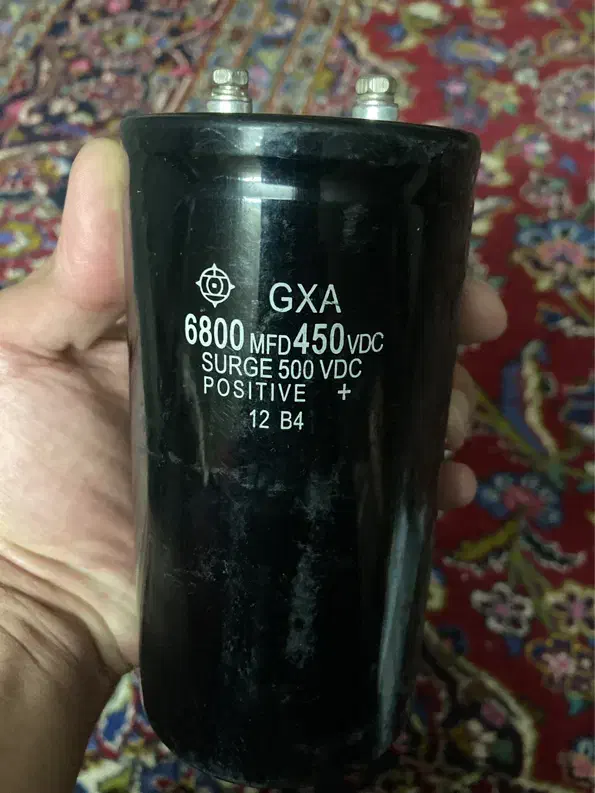 GXA
6800 MFD 450 VDC
SURGE 500 VDC
POSITIVE +
12 B4